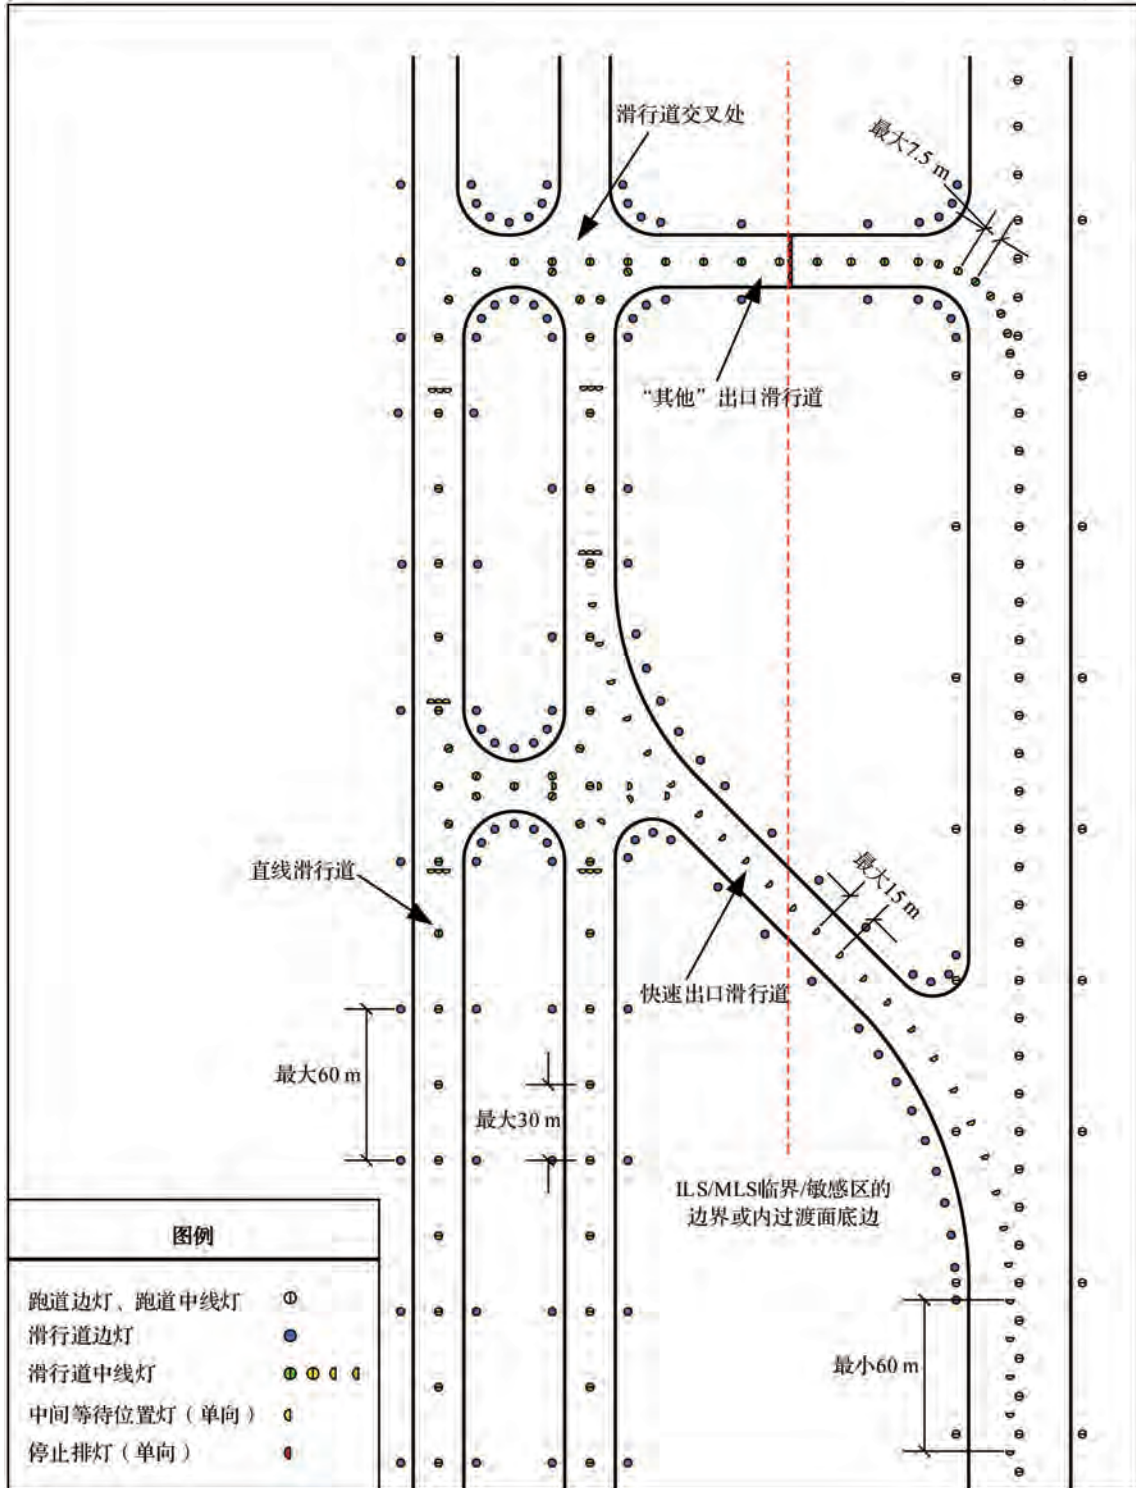 滑行道交叉处
最大7.5 m
“其他”出口滑行道
直线滑行道
最大15 m
快速出口滑行道
最大60 m
最大30 m
ILS/MLS临界/敏感区的
边界或内过渡面底边
最小60 m
图例
跑道边灯、跑道中线灯
滑行道边灯
滑行道中线灯
中间等待位置灯（单向）
停止排灯（单向）